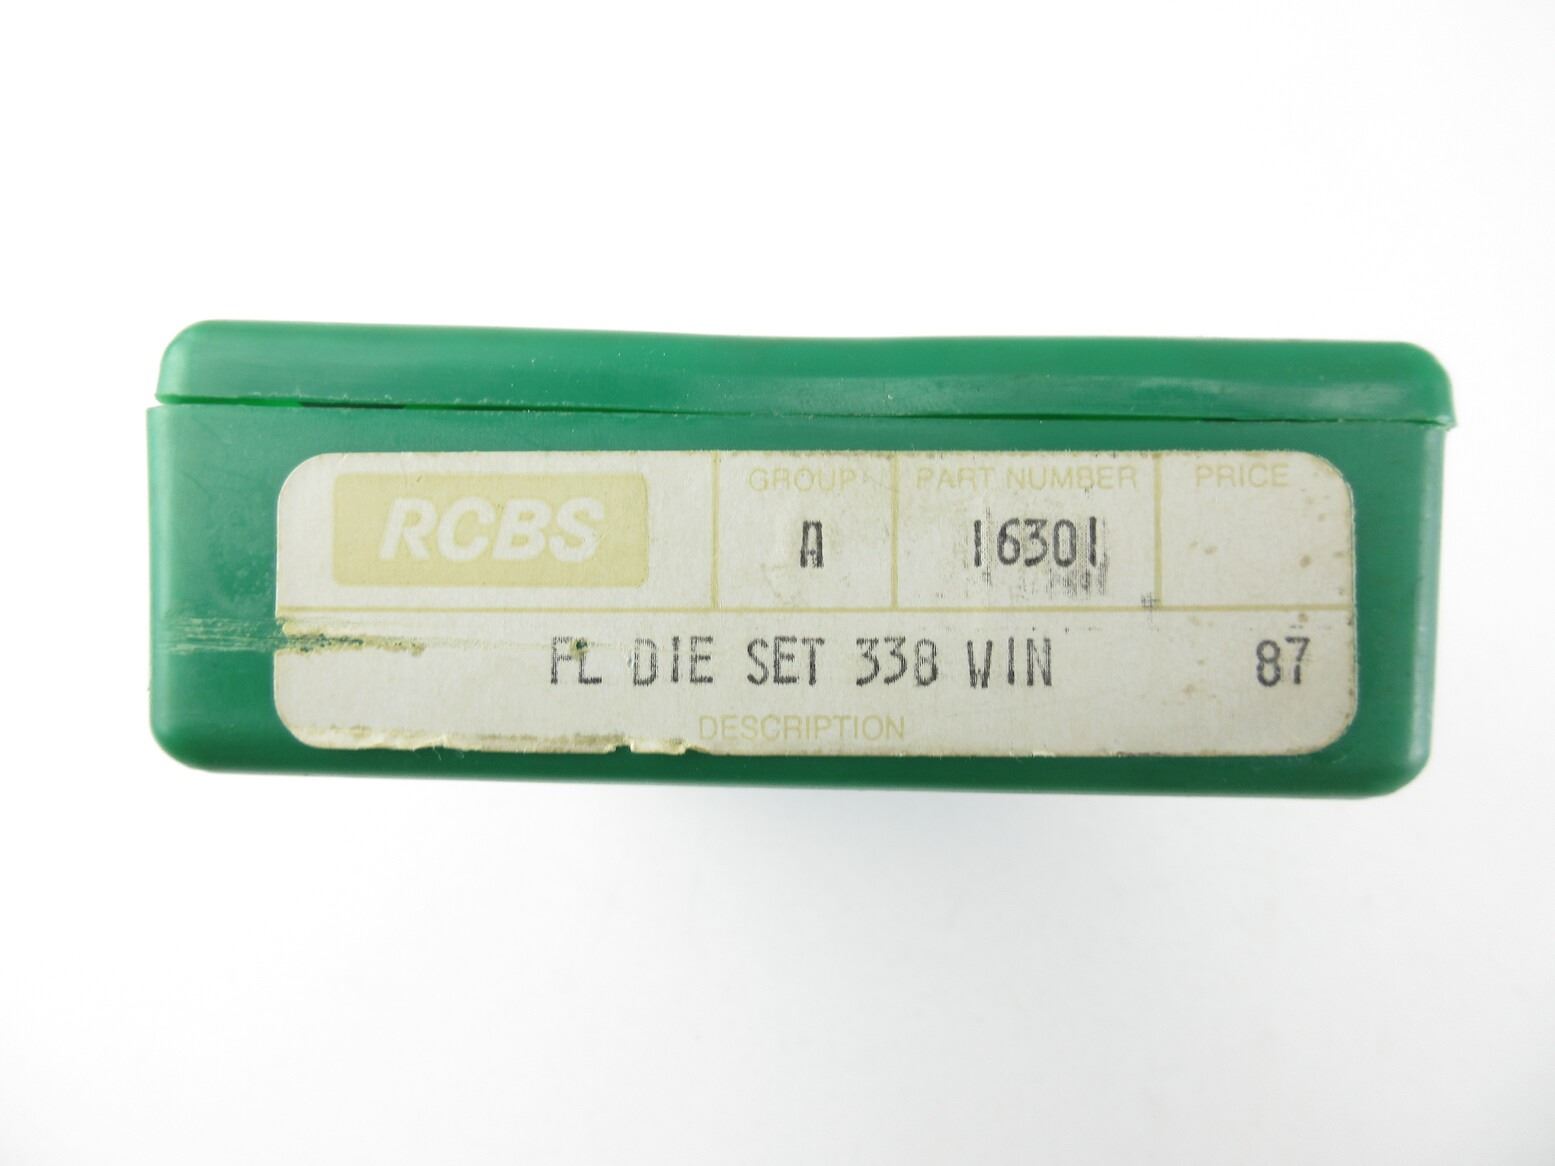 RCBS GROUP PART NUMBER PRICE
A 16301
FL DIE SET 338 WIN 87
DESCRIPTION